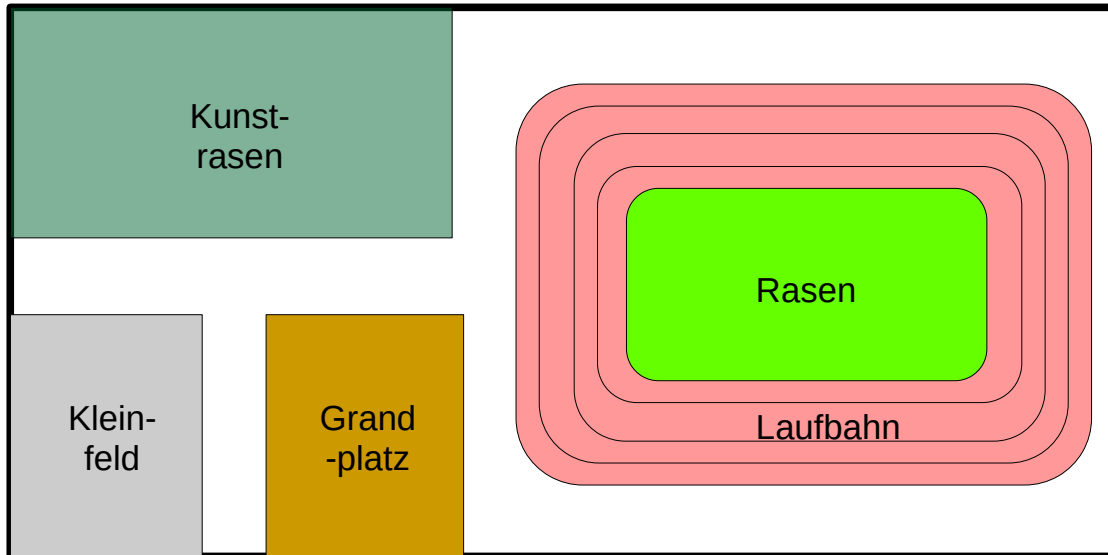 Kunst-
rasen
Rasen
Laufbahn
Klein-
feld
Grand
-platz